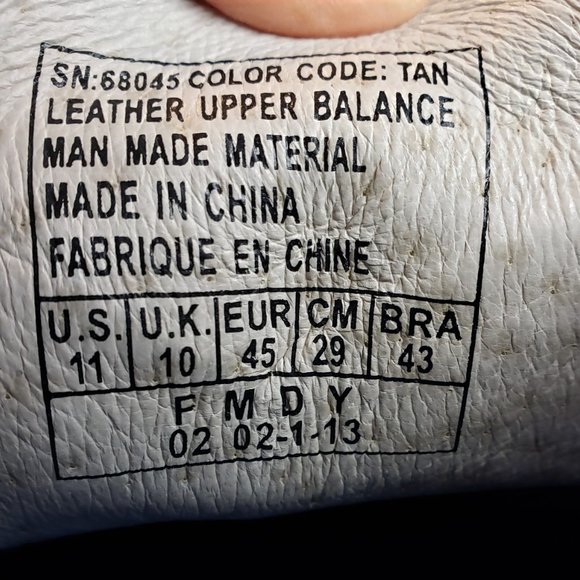 SN:68045 COLOR CODE: TAN
LEATHER UPPER BALANCE
MAN MADE MATERIAL
MADE IN CHINA
FABRIQUE EN CHINE
U.S. U.K. EUR CM BRA
11 10 45 29 43
F M D Y
02 02-1-13